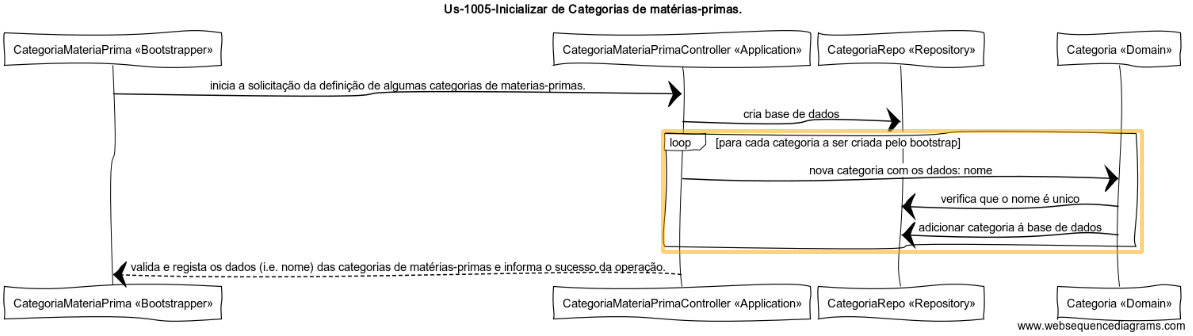 Us-1005-Inicializar de Categorias de matérias-primas.
CategoriaMateriaPrima «Bootstrapper»
CategoriaMateriaPrimaController «Application»
CategoriaRepo «Repository»
Categoria «Domain»
inicia a solicitação da definição de algumas categorias de materias-primas.
cria base de dados
loop
[para cada categoria a ser criada pelo bootstrap]
nova categoria com os dados: nome
verifica que o nome é unico
adicionar categoria á base de dados
valida e regista os dados (i.e. nome) das categorias de matérias-primas e informa o sucesso da operação.
CategoriaMateriaPrima «Bootstrapper»
CategoriaMateriaPrimaController «Application»
CategoriaRepo «Repository»
Categoria «Domain»
www.websequencediagrams.com